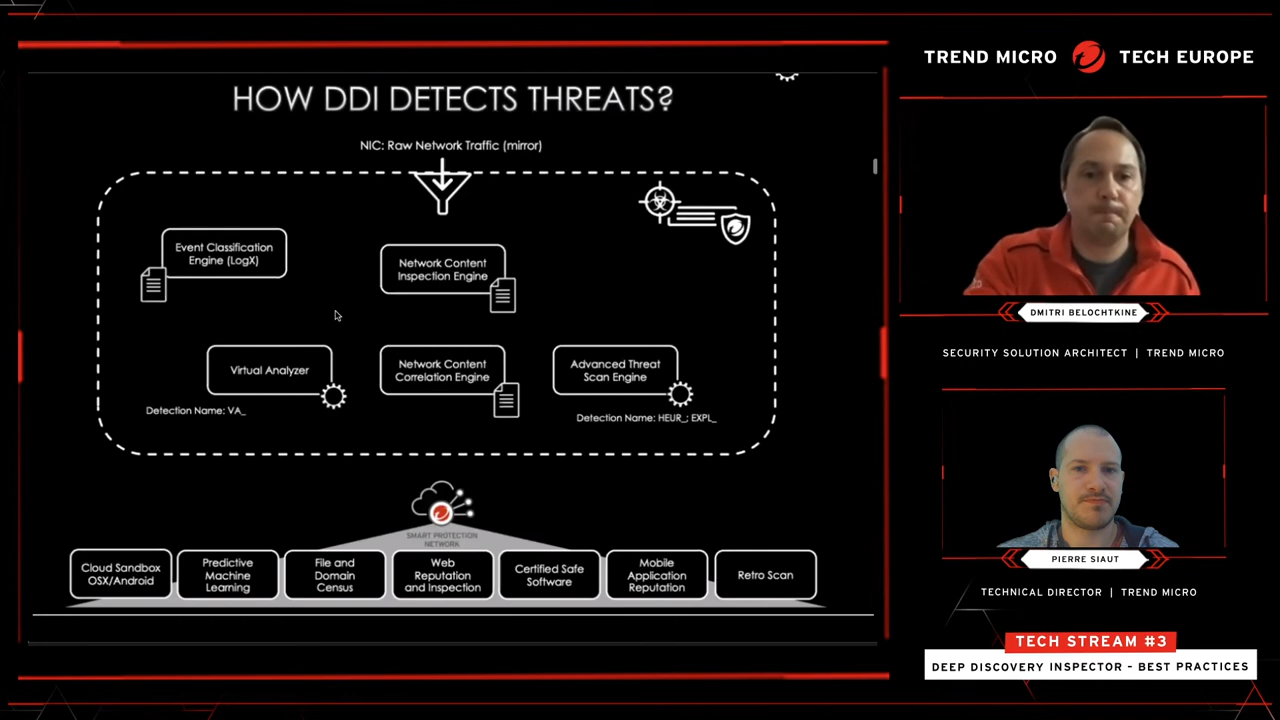 HOW DDI DETECTS THREATS?
NIC: Raw Network Traffic (mirror)
Event Classification
Engine (LogX)
Network Content
Inspection Engine
Virtual Analyzer
Detection Name: VA_
Network Content
Correlation Engine
Advanced Threat
Scan Engine
Detection Name: HEUR_; EXPL_
SMART PROTECTION
NETWORK
Cloud Sandbox
OSX/Android
Predictive
Machine
Learning
File and
Domain
Census
Web
Reputation
and Inspection
Certified Safe
Software
Mobile
Application
Reputation
Retro Scan
TREND MICRO TECH EUROPE
DMITRI BELOCHTKINE
SECURITY SOLUTION ARCHITECT | TREND MICRO
PIERRE SIAUT
TECHNICAL DIRECTOR | TREND MICRO
TECH STREAM #3
DEEP DISCOVERY INSPECTOR - BEST PRACTICES